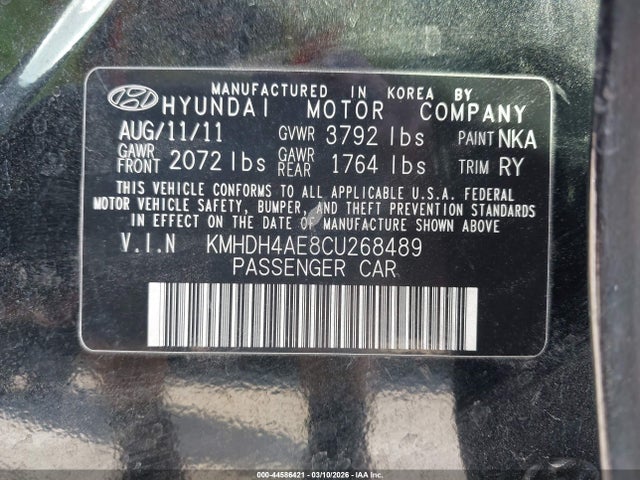 MANUFACTURED IN KOREA BY
HYUNDAI MOTOR COMPANY
AUG/11/11 GVWR 3792 lbs PAINT NKA
GAWR FRONT 2072 lbs GAWR REAR 1764 lbs TRIM RY
THIS VEHICLE CONFORMS TO ALL APPLICABLE U.S.A. FEDERAL
MOTOR VEHICLE SAFETY, BUMPER, AND THEFT PREVENTION STANDARDS
IN EFFECT ON THE DATE OF MANUFACTURE SHOWN ABOVE
V.I.N KMHDH4AE8CU268489
PASSENGER CAR
000-44586421 - 03/10/2026 - IAAI.COM